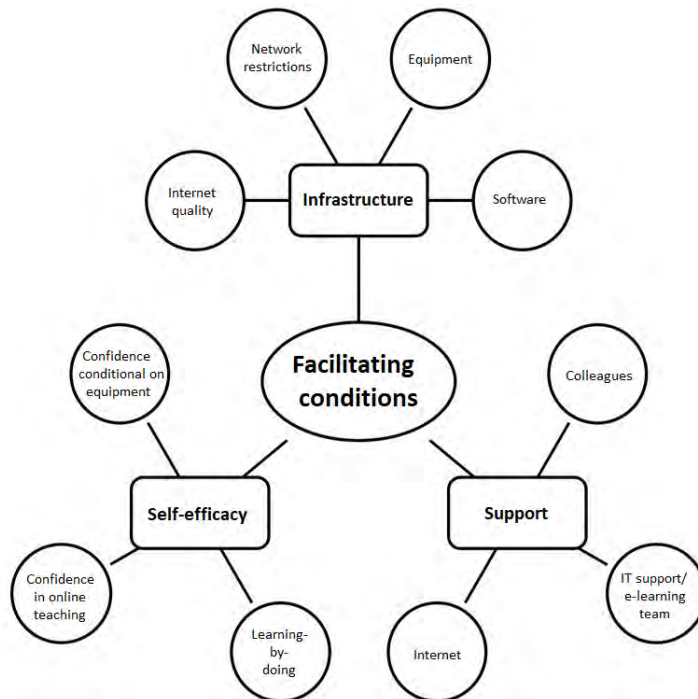 Network
restrictions
Equipment
Internet
quality
Infrastructure
Software
Facilitating
conditions
Confidence
conditional on
equipment
Colleagues
Self-efficacy
Support
Confidence
in online
teaching
Learning-
by-
doing
Internet
IT support/
e-learning
team